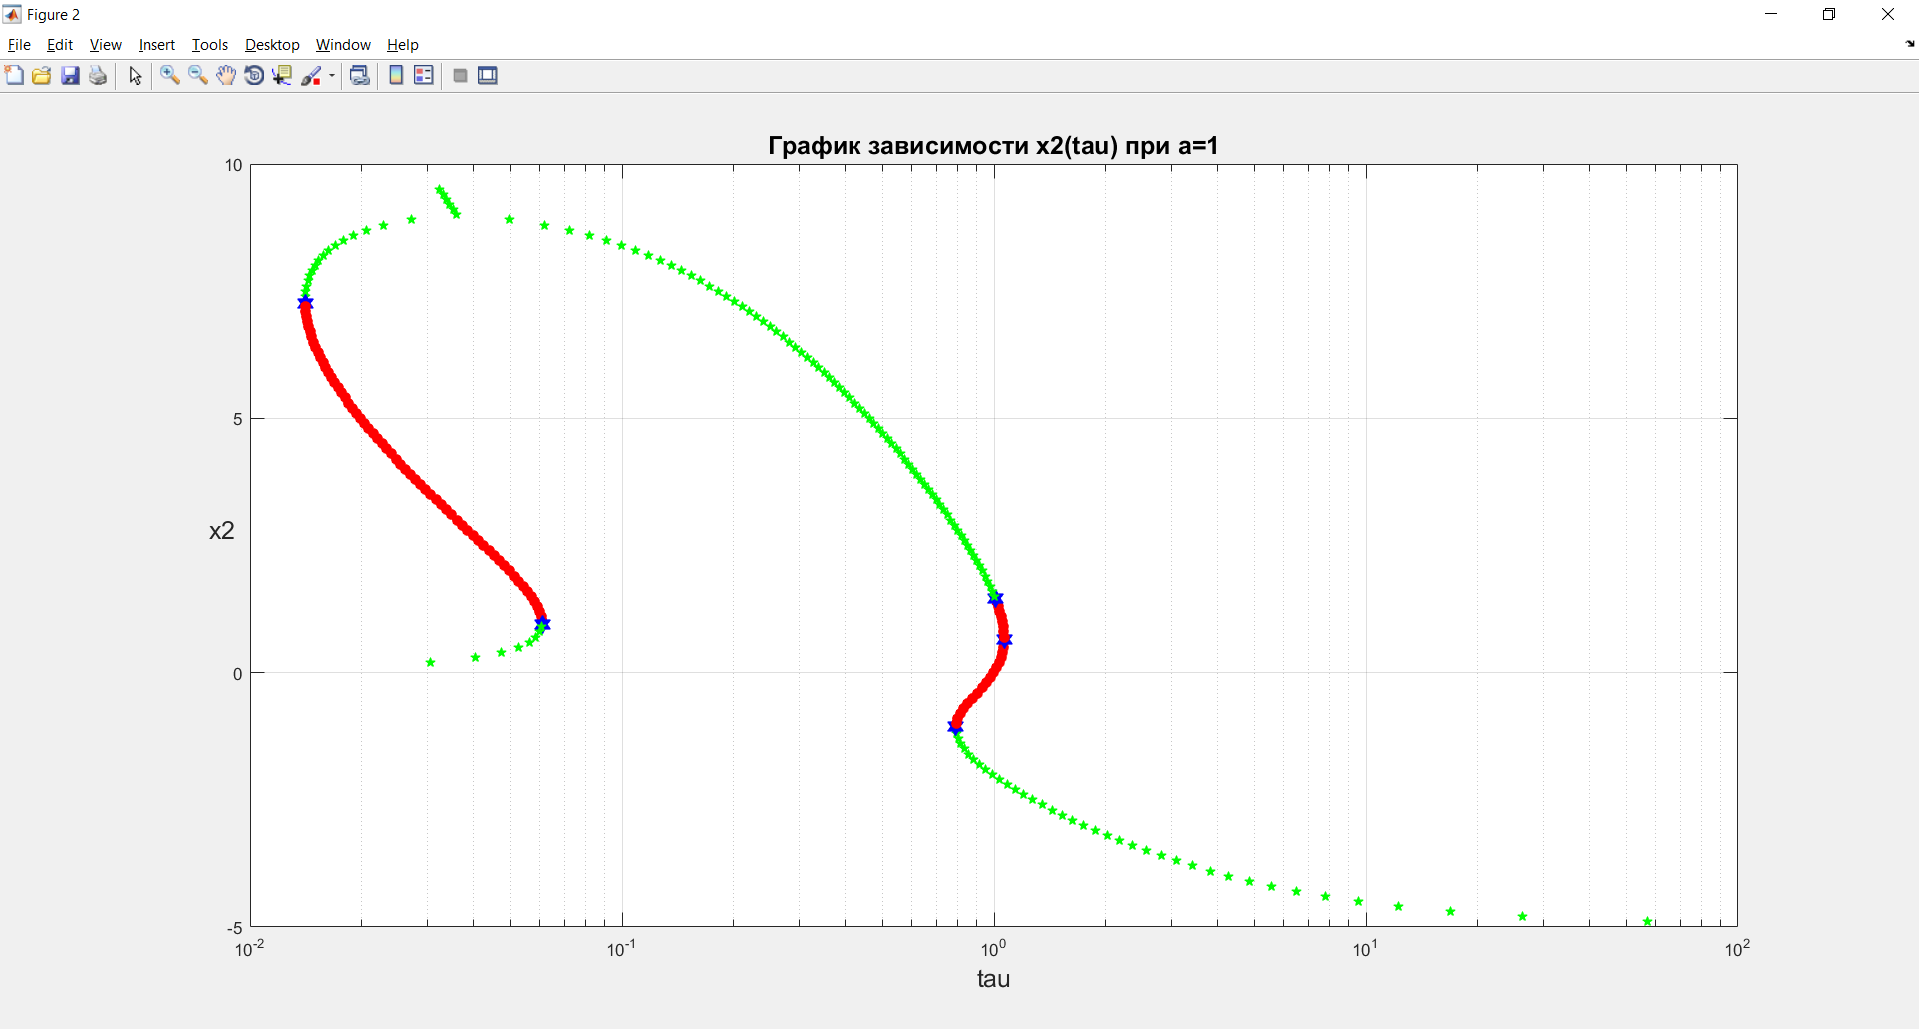 Figure 2
File Edit View Insert Tools Desktop Window Help
График зависимости x2(tau) при a=1
10
5
x2
0
-5
10-2 10-1 100 101 102
tau